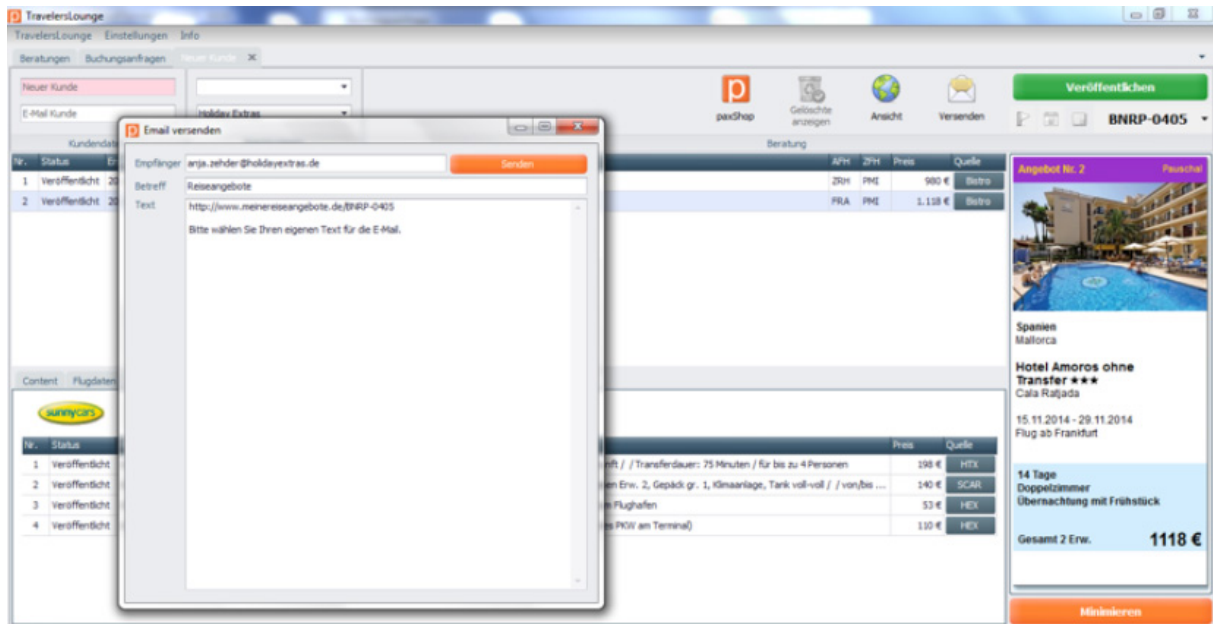 TravelersLounge
TravelersLounge Einstellungen Info
Beratungen Buchungsanfragen Neuer Kunde
Neuer Kunde
E-Mail Kunde
Holiday Extras
paxShop
Gelöschte anzeigen
Ansicht
Versenden
Veröffentlichen
BNRP-0405
Beratung
Nr. Status AFH ZFH Preis Quelle
1 Veröffentlicht 20 ZRH PMI 980 € Bistro
2 Veröffentlicht 20 FRA PMI 1.118 € Bistro
Email versenden
Empfänger anja.zehder@holidayextras.de Senden
Betreff Reiseangebote
Text http://www.meinereiseangebote.de/BNRP-0405
Bitte wählen Sie Ihren eigenen Text für die E-Mail.
Content Flugdaten
sunnycars
Nr. Status Preis Quelle
1 Veröffentlicht nft / / Transferdauer: 75 Minuten / für bis zu 4 Personen 198 € HTX
2 Veröffentlicht en Erw. 2, Gepäck gr. 1, Klimaanlage, Tank voll-voll / / von/bis ... 140 € SCAR
3 Veröffentlicht m Flughafen 53 € HEX
4 Veröffentlicht es PKW am Terminal) 110 € HEX
Angebot Nr. 2 Pauschal
Spanien
Mallorca
Hotel Amoros ohne
Transfer ★★★
Cala Ratjada
15.11.2014 - 29.11.2014
Flug ab Frankfurt
14 Tage
Doppelzimmer
Übernachtung mit Frühstück
Gesamt 2 Erw. 1118 €
Minimieren